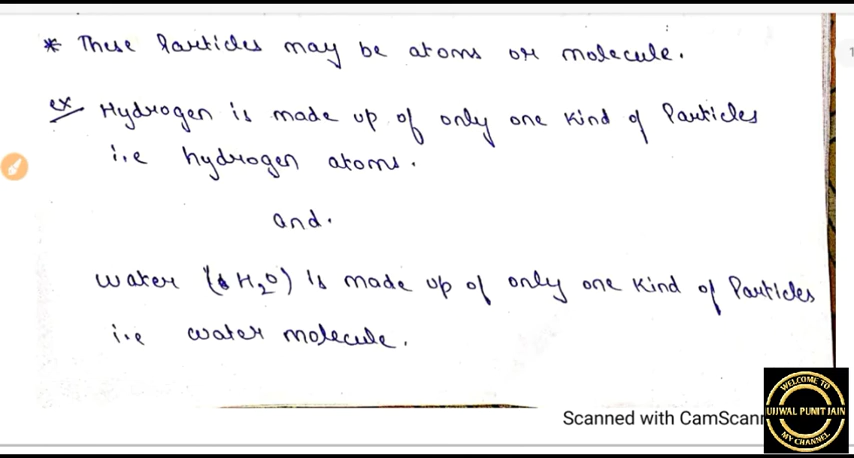 * These Particles may be atoms or molecule.
ex Hydrogen is made up of only one kind of Particles
i.e hydrogen atoms.
and.
water (H₂O) is made up of only one kind of Particles
i.e water molecule.
Scanned with CamScann
WELCOME TO
UJJWAL PUNIT JAIN
MY CHANNEL
1